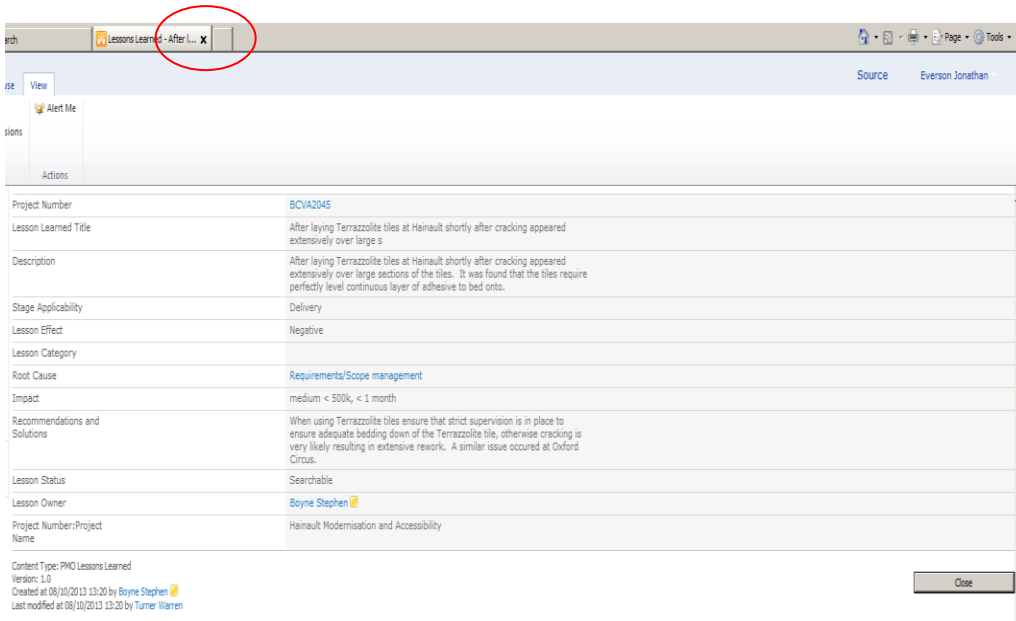 arch
Lessons Learned - After l... x
Page
Tools
Source
Everson Jonathan
use
View
Alert Me
sions
Actions
Project Number
BCVA2045
Lesson Learned Title
After laying Terrazzolite tiles at Hainault shortly after cracking appeared
extensively over large s
Description
After laying Terrazzolite tiles at Hainault shortly after cracking appeared
extensively over large sections of the tiles. It was found that the tiles require
perfectly level continuous layer of adhesive to bed onto.
Stage Applicability
Delivery
Lesson Effect
Negative
Lesson Category
Root Cause
Requirements/Scope management
Impact
medium < 500k, < 1 month
Recommendations and
Solutions
When using Terrazzolite tiles ensure that strict supervision is in place to
ensure adequate bedding down of the Terrazzolite tile, otherwise cracking is
very likely resulting in extensive rework. A similar issue occured at Oxford
Circus.
Lesson Status
Searchable
Lesson Owner
Boyne Stephen
Project Number:Project
Name
Hainault Modernisation and Accessibility
Content Type: PMO Lessons Learned
Version: 1.0
Created at 08/10/2013 13:20 by Boyne Stephen
Last modified at 08/10/2013 13:20 by Turner Warren
Close